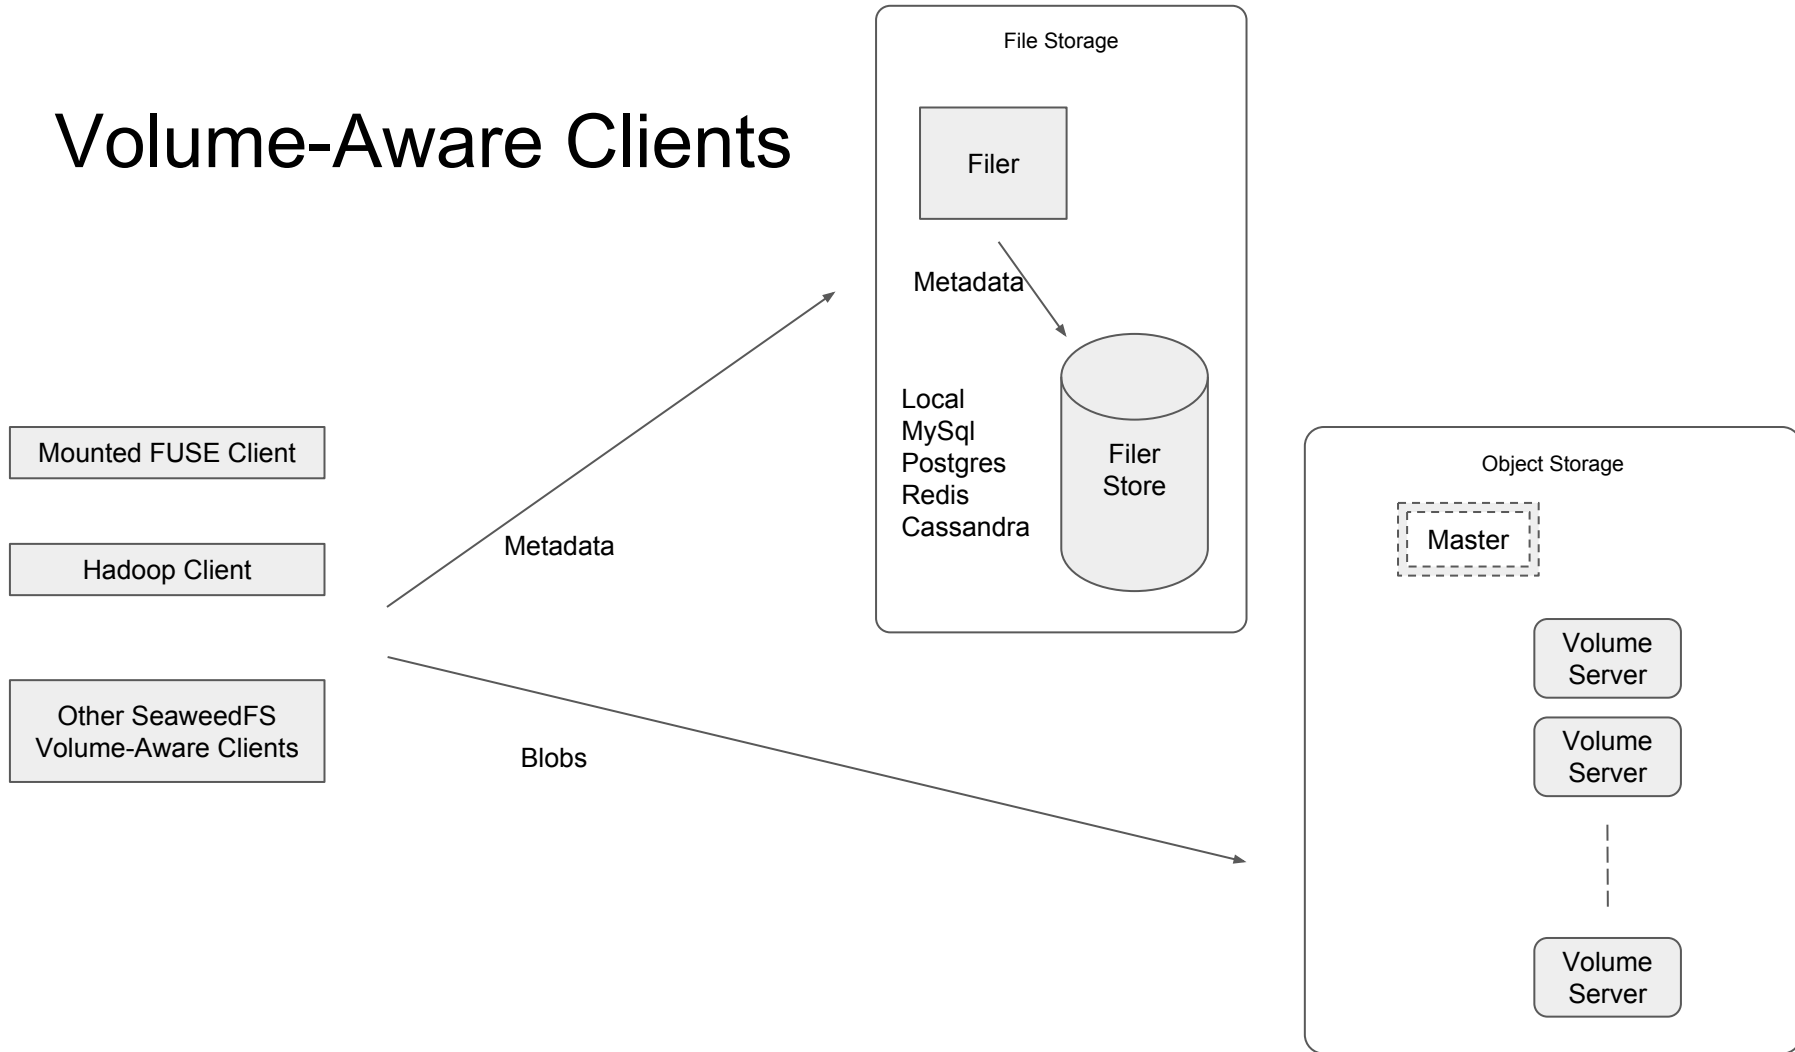 Volume-Aware Clients
File Storage
Filer
Metadata
Local
MySql
Postgres
Redis
Cassandra
Filer
Store
Mounted FUSE Client
Hadoop Client
Other SeaweedFS
Volume-Aware Clients
Metadata
Blobs
Object Storage
Master
Volume
Server
Volume
Server
Volume
Server